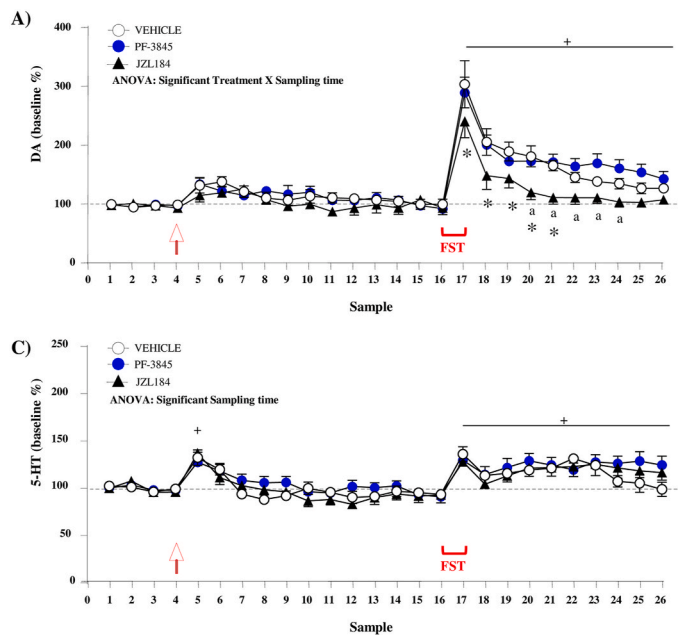 A)
400
VEHICLE
PF-3845
JZL184
ANOVA: Significant Treatment X Sampling time
+
300
DA (baseline %)
200
*
* * a a a a a
* *
100
FST
0
0 1 2 3 4 5 6 7 8 9 10 11 12 13 14 15 16 17 18 19 20 21 22 23 24 25 26
Sample
C)
250
VEHICLE
PF-3845
JZL184
ANOVA: Significant Sampling time
200
5-HT (baseline %)
+ +
150
100
50
FST
0
0 1 2 3 4 5 6 7 8 9 10 11 12 13 14 15 16 17 18 19 20 21 22 23 24 25 26
Sample